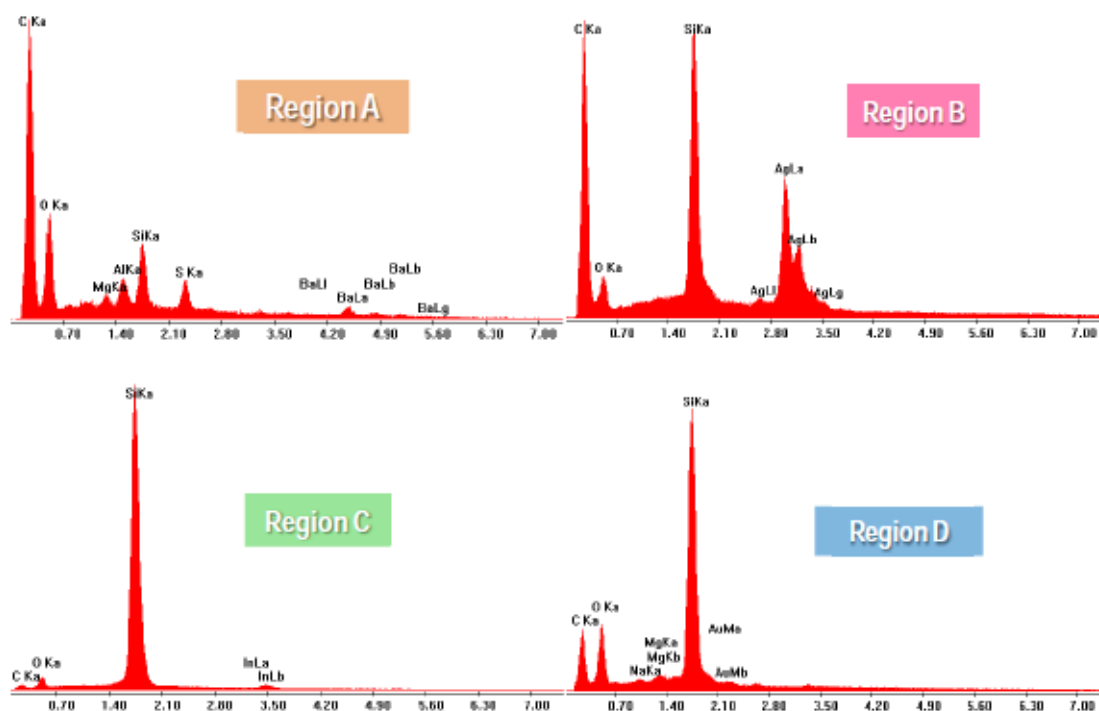 C Ka
Region A
O Ka
SiKa
AlKa
S Ka
MgKa
BaLl
BaLa
BaLb
BaLb
BaLg
0.70 1.40 2.10 2.80 3.50 4.20 4.90 5.60 6.30 7.00
C Ka
SiKa
Region B
AgLa
AgLb
O Ka
AgLl
AgLg
0.70 1.40 2.10 2.80 3.50 4.20 4.90 5.60 6.30 7.00
SiKa
Region C
O Ka
C Ka
InLa
InLb
0.70 1.40 2.10 2.80 3.50 4.20 4.90 5.60 6.30 7.00
SiKa
Region D
O Ka
C Ka
AuMa
MgKa
MgKb
NaKa
AuMb
0.70 1.40 2.10 2.80 3.50 4.20 4.90 5.60 6.30 7.00